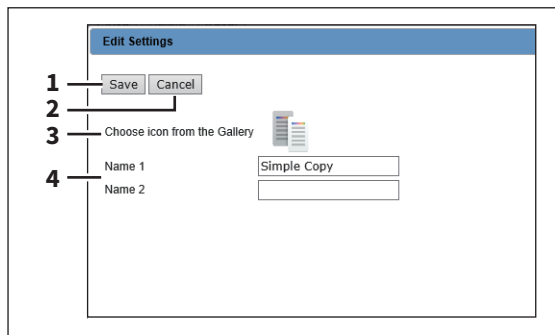 Edit Settings
1 Save Cancel
2
3 Choose icon from the Gallery
4 Name 1 Simple Copy
Name 2